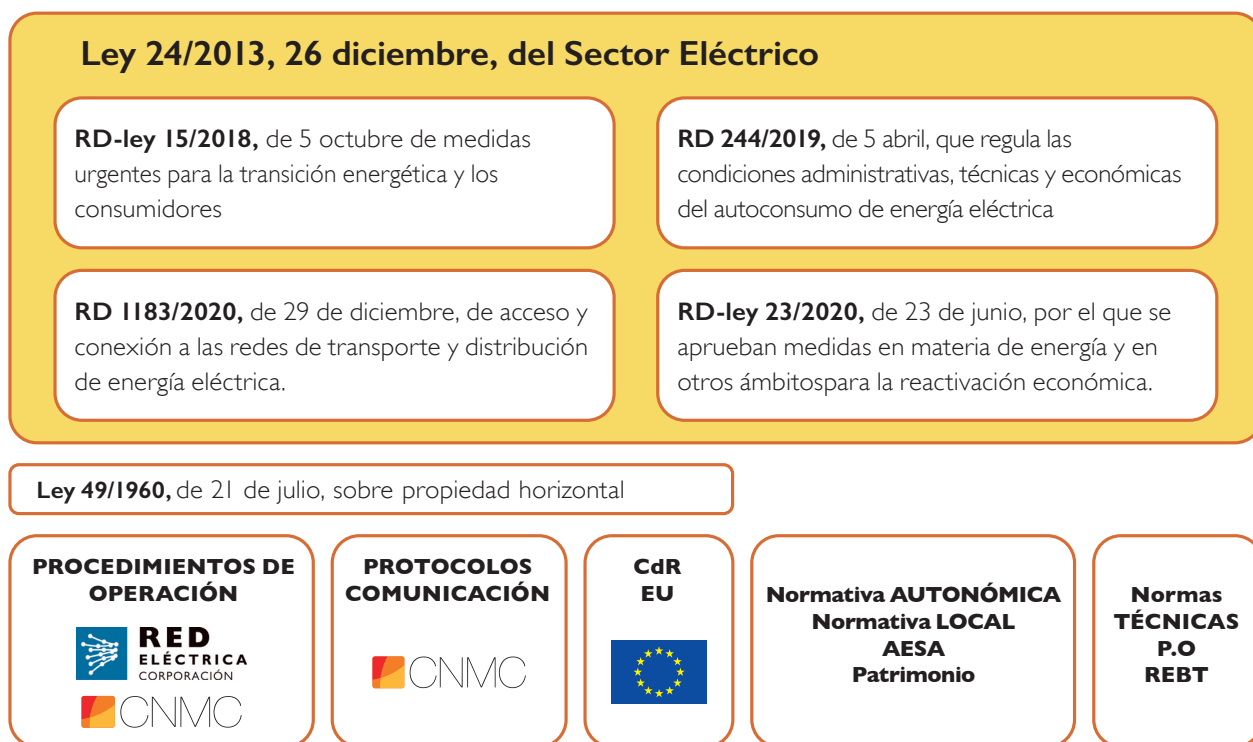 Ley 24/2013, 26 diciembre, del Sector Eléctrico
RD-ley 15/2018, de 5 octubre de medidas
urgentes para la transición energética y los
consumidores
RD 244/2019, de 5 abril, que regula las
condiciones administrativas, técnicas y económicas
del autoconsumo de energía eléctrica
RD 1183/2020, de 29 de diciembre, de acceso y
conexión a las redes de transporte y distribución
de energía eléctrica.
RD-ley 23/2020, de 23 de junio, por el que se
aprueban medidas en materia de energía y en
otros ámbitospara la reactivación económica.
Ley 49/1960, de 21 de julio, sobre propiedad horizontal
PROCEDIMIENTOS DE
OPERACIÓN
RED
ELÉCTRICA
CORPORACIÓN
CNMC
PROTOCOLOS
COMUNICACIÓN
CNMC
CdR
EU
Normativa AUTONÓMICA
Normativa LOCAL
AESA
Patrimonio
Normas
TÉCNICAS
P.O
REBT